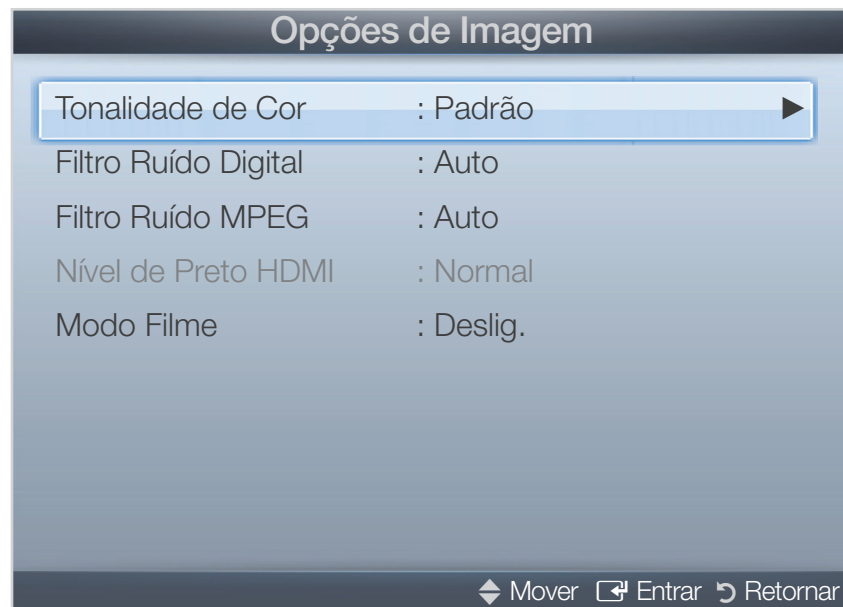 Opções de Imagem
Tonalidade de Cor : Padrão
Filtro Ruído Digital : Auto
Filtro Ruído MPEG : Auto
Nível de Preto HDMI : Normal
Modo Filme : Deslig.
Mover Entrar Retornar